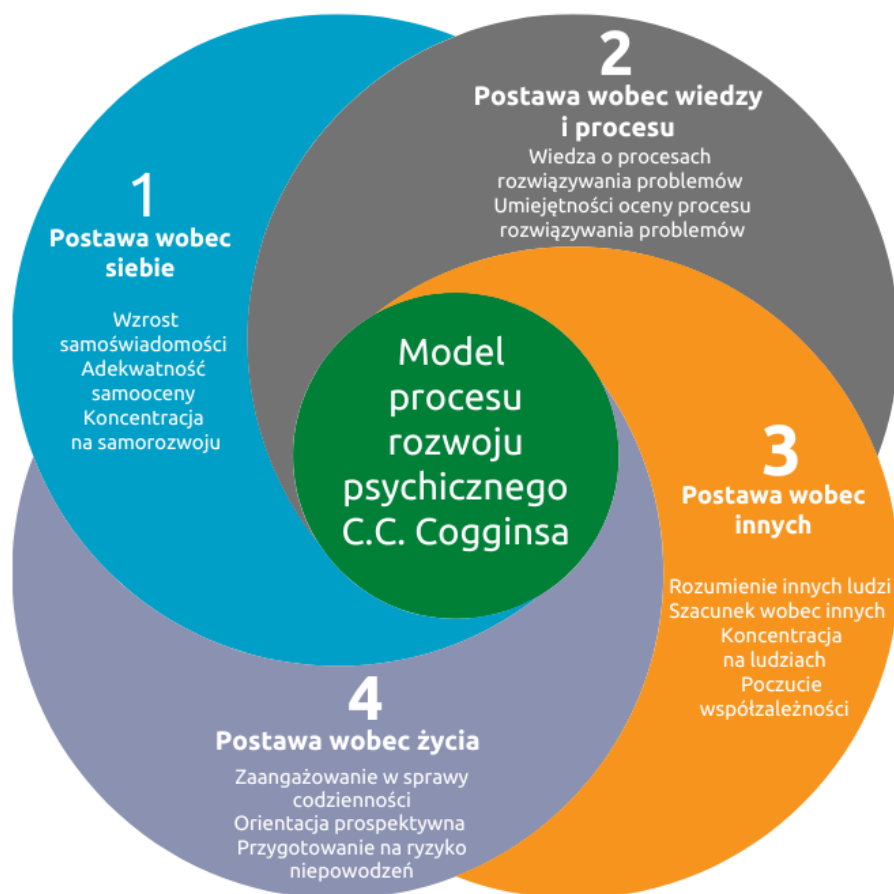 1
Postawa wobec
siebie
Wzrost
samoświadomości
Adekwatność
samooceny
Koncentracja
na samorozwoju
2
Postawa wobec wiedzy
i procesu
Wiedza o procesach
rozwiązywania problemów
Umiejętności oceny procesu
rozwiązywania problemów
Model
procesu
rozwoju
psychicznego
C.C. Cogginsa
3
Postawa wobec
innych
Rozumienie innych ludzi
Szacunek wobec innych
Koncentracja
na ludziach
Poczucie
współzależności
4
Postawa wobec życia
Zaangażowanie w sprawy
codzienności
Orientacja prospektywna
Przygotowanie na ryzyko
niepowodzeń